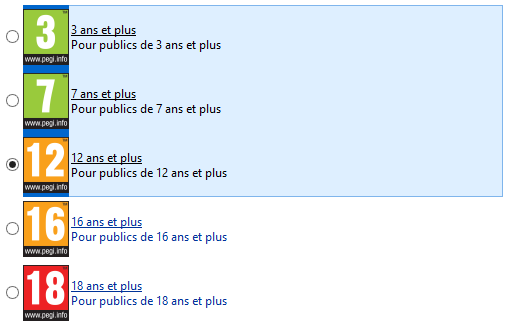 3
www.pegi.info
3 ans et plus
Pour publics de 3 ans et plus
7
www.pegi.info
7 ans et plus
Pour publics de 7 ans et plus
12
www.pegi.info
12 ans et plus
Pour publics de 12 ans et plus
16
www.pegi.info
16 ans et plus
Pour publics de 16 ans et plus
18
www.pegi.info
18 ans et plus
Pour publics de 18 ans et plus